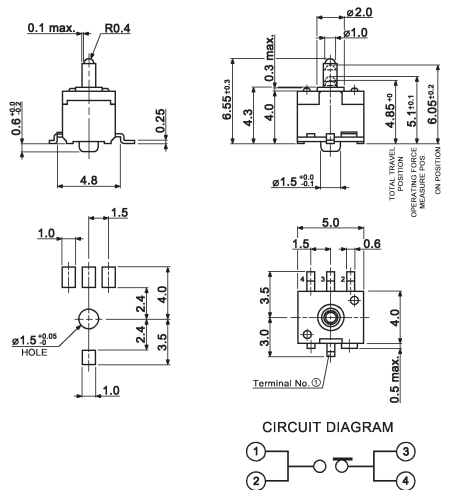 0.1 max.
R0.4
0.6 +0.0 -0.2
0.25
4.8
ø2.0
ø1.0
6.55±0.3
4.3
0.3 max.
4.0
4.85±0
5.1±0.1
6.05±0.2
ø1.5 +0.0 -0.1
TOTAL TRAVEL
POSITION
OPERATING FORCE
MEASURE POS.
ON POSITION
1.5
1.0
2.4
4.0
2.4
3.5
ø1.5 +0.05 -0
HOLE
1.0
5.0
1.5
0.6
4
3
2
3.5
3.0
4.0
0.5 max.
Terminal No.①
CIRCUIT DIAGRAM
1
3
2
4